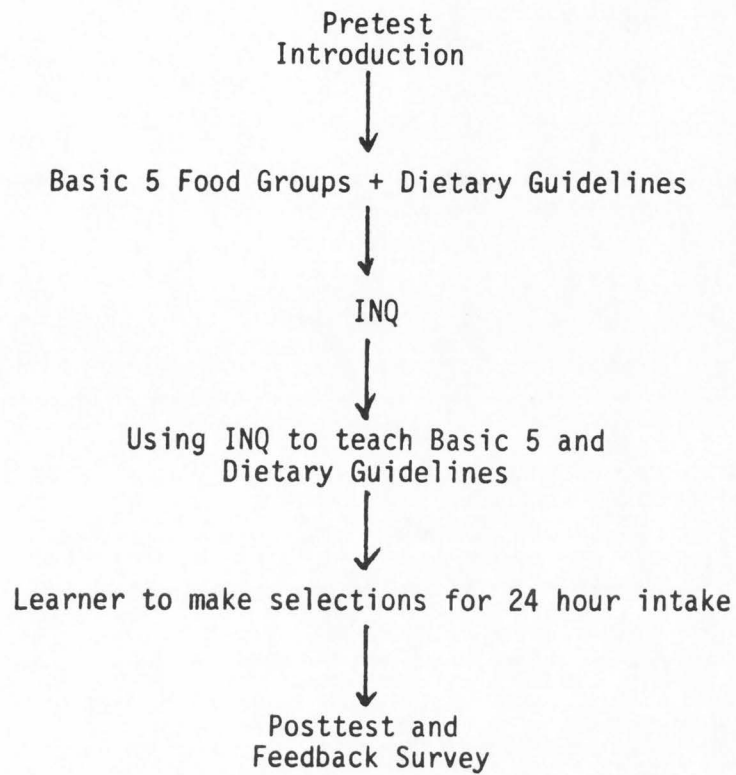 Pretest
Introduction
Basic 5 Food Groups + Dietary Guidelines
INQ
Using INQ to teach Basic 5 and
Dietary Guidelines
Learner to make selections for 24 hour intake
Posttest and
Feedback Survey